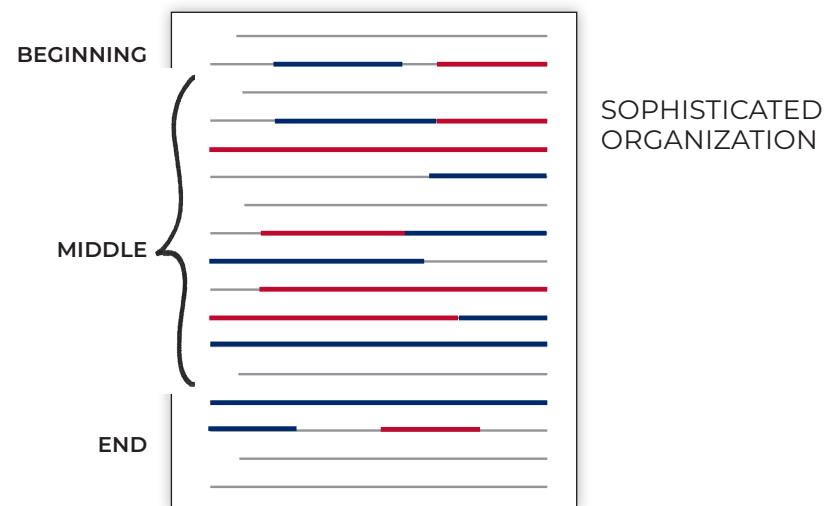 BEGINNING
SOPHISTICATED
ORGANIZATION
MIDDLE
END